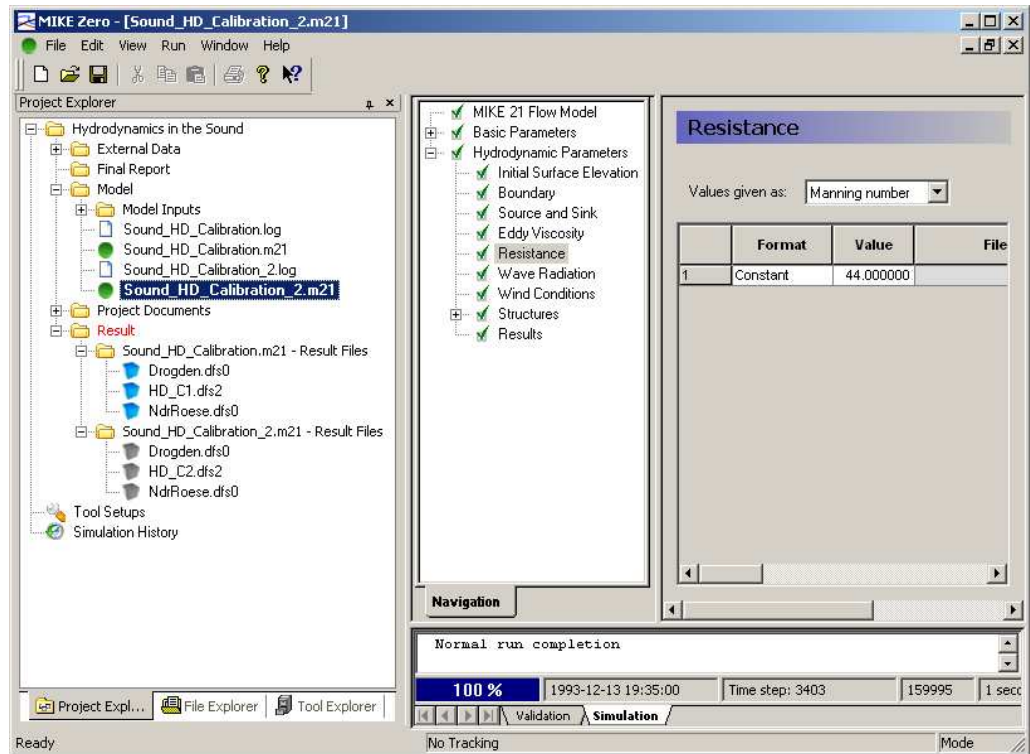 MIKE Zero - [Sound_HD_Calibration_2.m21]
File Edit View Run Window Help
Project Explorer
Hydrodynamics in the Sound
External Data
Final Report
Model
Model Inputs
Sound_HD_Calibration.log
Sound_HD_Calibration.m21
Sound_HD_Calibration_2.log
Sound_HD_Calibration_2.m21
Project Documents
Result
Sound_HD_Calibration.m21 - Result Files
Drogden.dfs0
HD_C1.dfs2
NdrRoese.dfs0
Sound_HD_Calibration_2.m21 - Result Files
Drogden.dfs0
HD_C2.dfs2
NdrRoese.dfs0
Tool Setups
Simulation History
Project Expl... File Explorer Tool Explorer
MIKE 21 Flow Model
Basic Parameters
Hydrodynamic Parameters
Initial Surface Elevation
Boundary
Source and Sink
Eddy Viscosity
Resistance
Wave Radiation
Wind Conditions
Structures
Results
Navigation
Resistance
Values given as: Manning number
Format Value File
1 Constant 44.000000
Normal run completion
100 % 1993-12-13 19:35:00 Time step: 3403 159995 1 sec
Validation Simulation
Ready No Tracking Mode